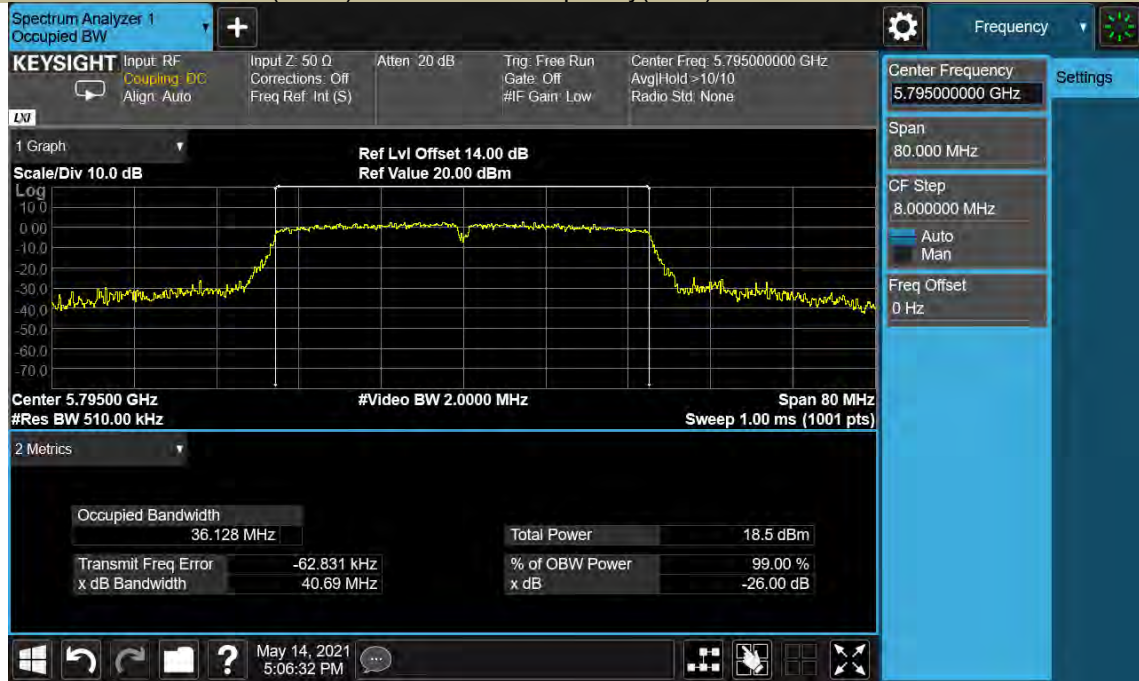 Spectrum Analyzer 1
Occupied BW
+
Frequency
KEYSIGHT
Input: RF
Coupling: DC
Align: Auto
Input Z: 50 Ω
Corrections: Off
Freq Ref: Int (S)
Atten: 20 dB
Trig: Free Run
Gate: Off
#IF Gain: Low
Center Freq: 5.795000000 GHz
Avg|Hold >10/10
Radio Std: None
LXI
Center Frequency
5.795000000 GHz
Settings
Span
80.000 MHz
CF Step
8.000000 MHz
Auto
Man
Freq Offset
0 Hz
1 Graph
Scale/Div 10.0 dB
Ref Lvl Offset 14.00 dB
Ref Value 20.00 dBm
Log
10.0
0.00
-10.0
-20.0
-30.0
-40.0
-50.0
-60.0
-70.0
Center 5.79500 GHz
#Video BW 2.0000 MHz
Span 80 MHz
#Res BW 510.00 kHz
Sweep 1.00 ms (1001 pts)
2 Metrics
Occupied Bandwidth
36.128 MHz
Total Power 18.5 dBm
Transmit Freq Error -62.831 kHz
% of OBW Power 99.00 %
x dB Bandwidth 40.69 MHz
x dB -26.00 dB
?
May 14, 2021
5:06:32 PM